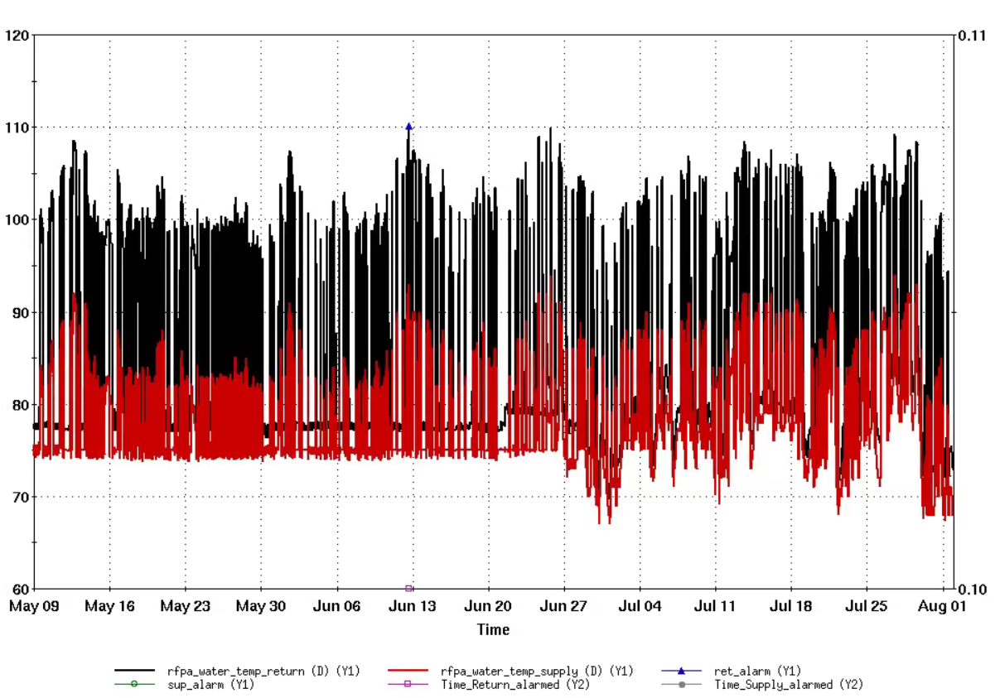 120
0.11
110
100
90
80
70
60
0.10
May 09 May 16 May 23 May 30 Jun 06 Jun 13 Jun 20 Jun 27 Jul 04 Jul 11 Jul 18 Jul 25 Aug 01
Time
rfpa_water_temp_return (D) (Y1) rfpa_water_temp_supply (D) (Y1) ret_alarm (Y1)
sup_alarm (Y1) Time_Return_alarmed (Y2) Time_Supply_alarmed (Y2)